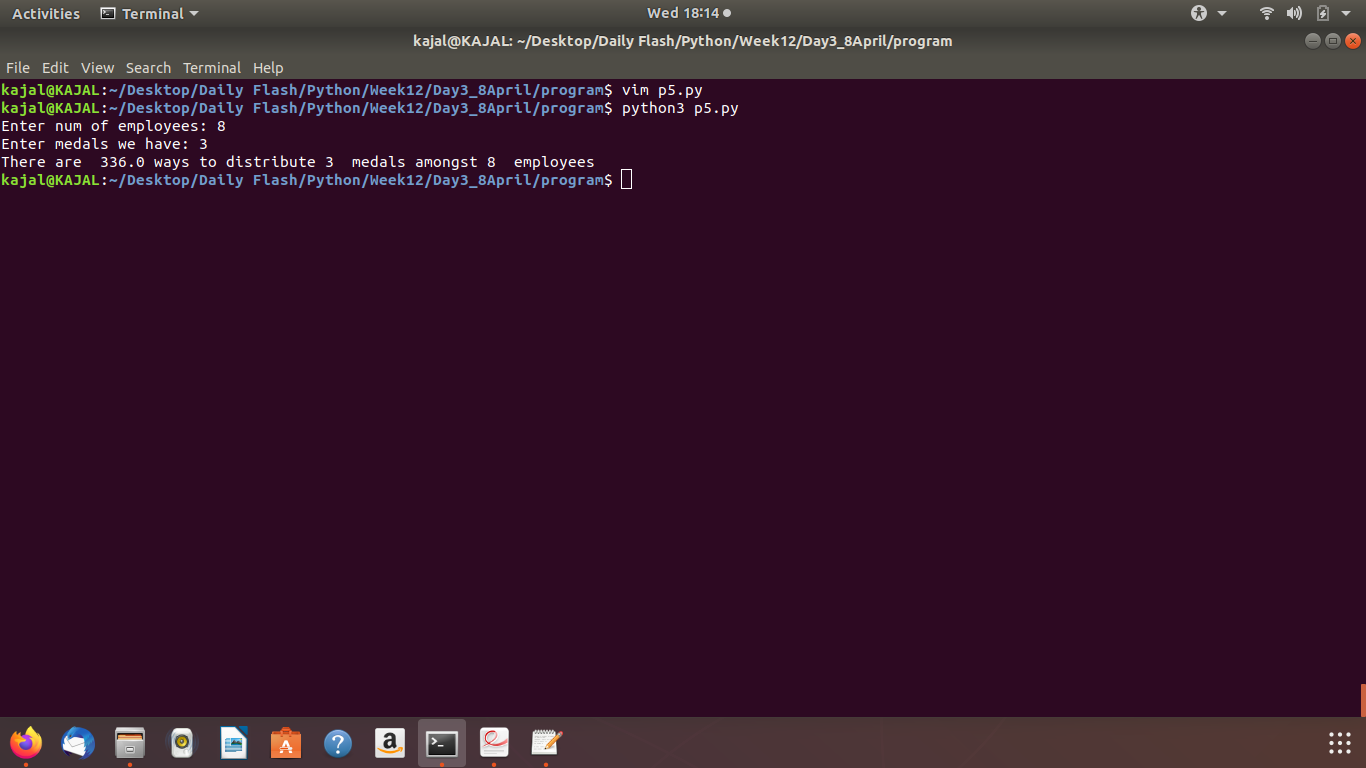 Activities Terminal Wed 18:14
kajal@KAJAL: ~/Desktop/Daily Flash/Python/Week12/Day3_8April/program
File Edit View Search Terminal Help
kajal@KAJAL:~/Desktop/Daily Flash/Python/Week12/Day3_8April/program$ vim p5.py
kajal@KAJAL:~/Desktop/Daily Flash/Python/Week12/Day3_8April/program$ python3 p5.py
Enter num of employees: 8
Enter medals we have: 3
There are  336.0 ways to distribute 3  medals amongst 8  employees
kajal@KAJAL:~/Desktop/Daily Flash/Python/Week12/Day3_8April/program$